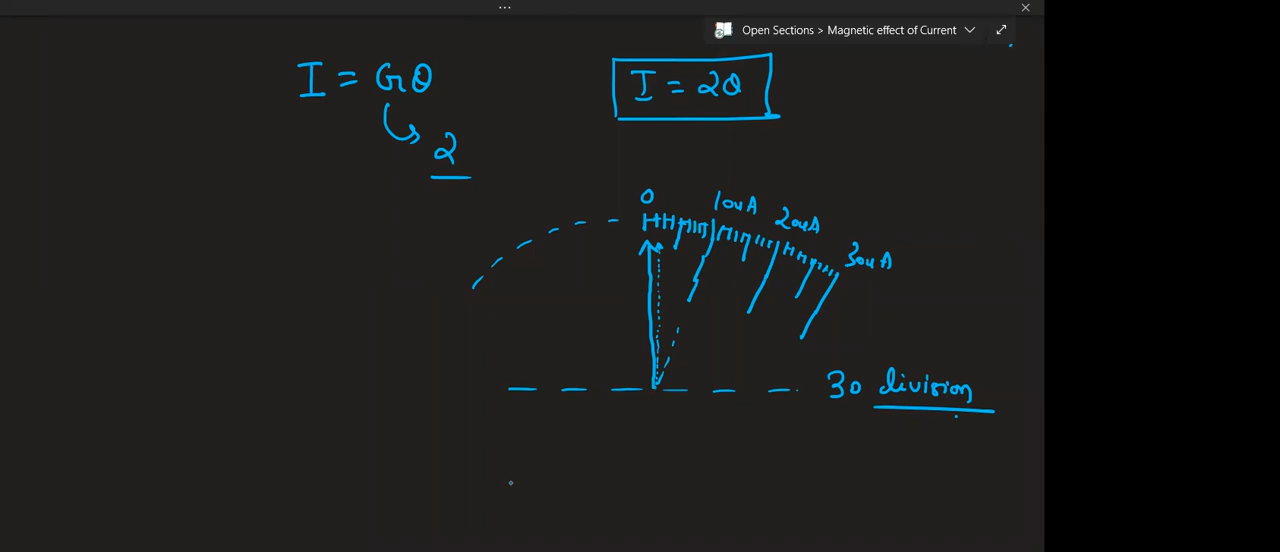 Open Sections > Magnetic effect of Current
I = Gθ
2
I = 2θ
0
10uA
20uA
30uA
30 division